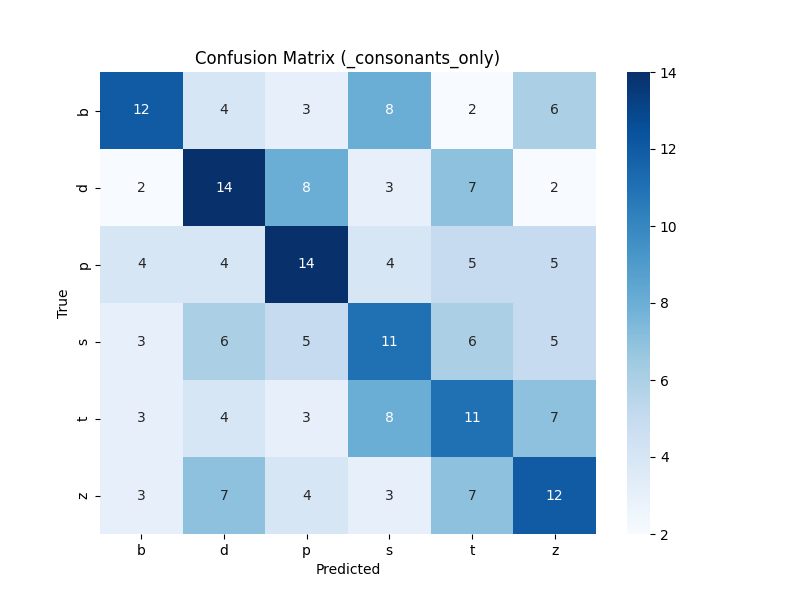 Confusion Matrix (_consonants_only)
True
b 12 4 3 8 2 6
d 2 14 8 3 7 2
p 4 4 14 4 5 5
s 3 6 5 11 6 5
t 3 4 3 8 11 7
z 3 7 4 3 7 12
b d p s t z
Predicted
14
12
10
8
6
4
2